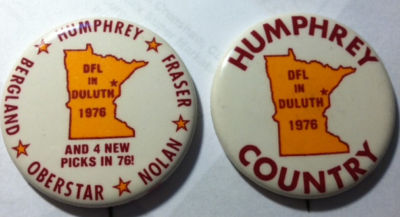 HUMPHREY
FRASER
NOLAN
OBERSTAR
BERGLAND
DFL
IN
DULUTH
1976
AND 4 NEW
PICKS IN 76!
HUMPHREY
DFL
IN
DULUTH
1976
COUNTRY